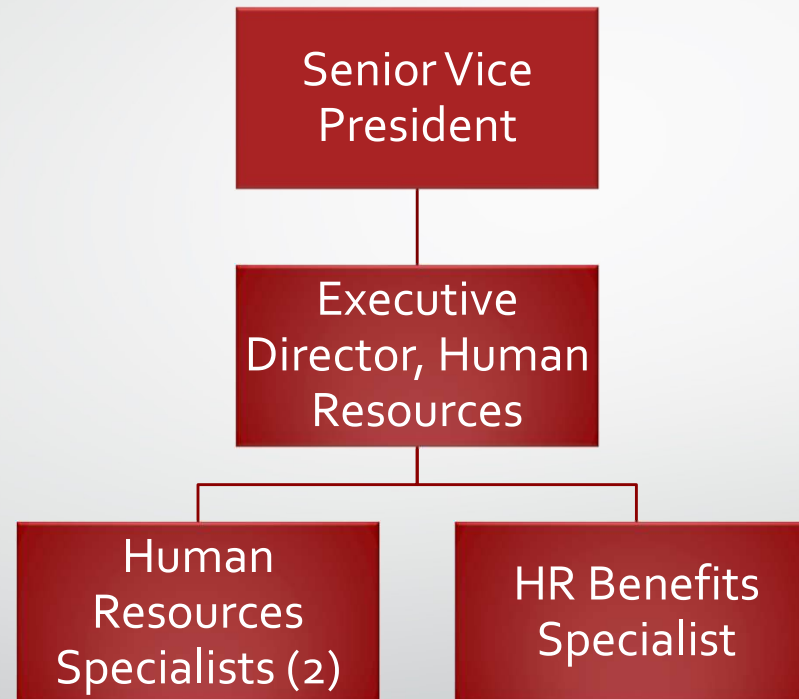 Senior Vice
President
Executive
Director, Human
Resources
Human
Resources
Specialists (2)
HR Benefits
Specialist